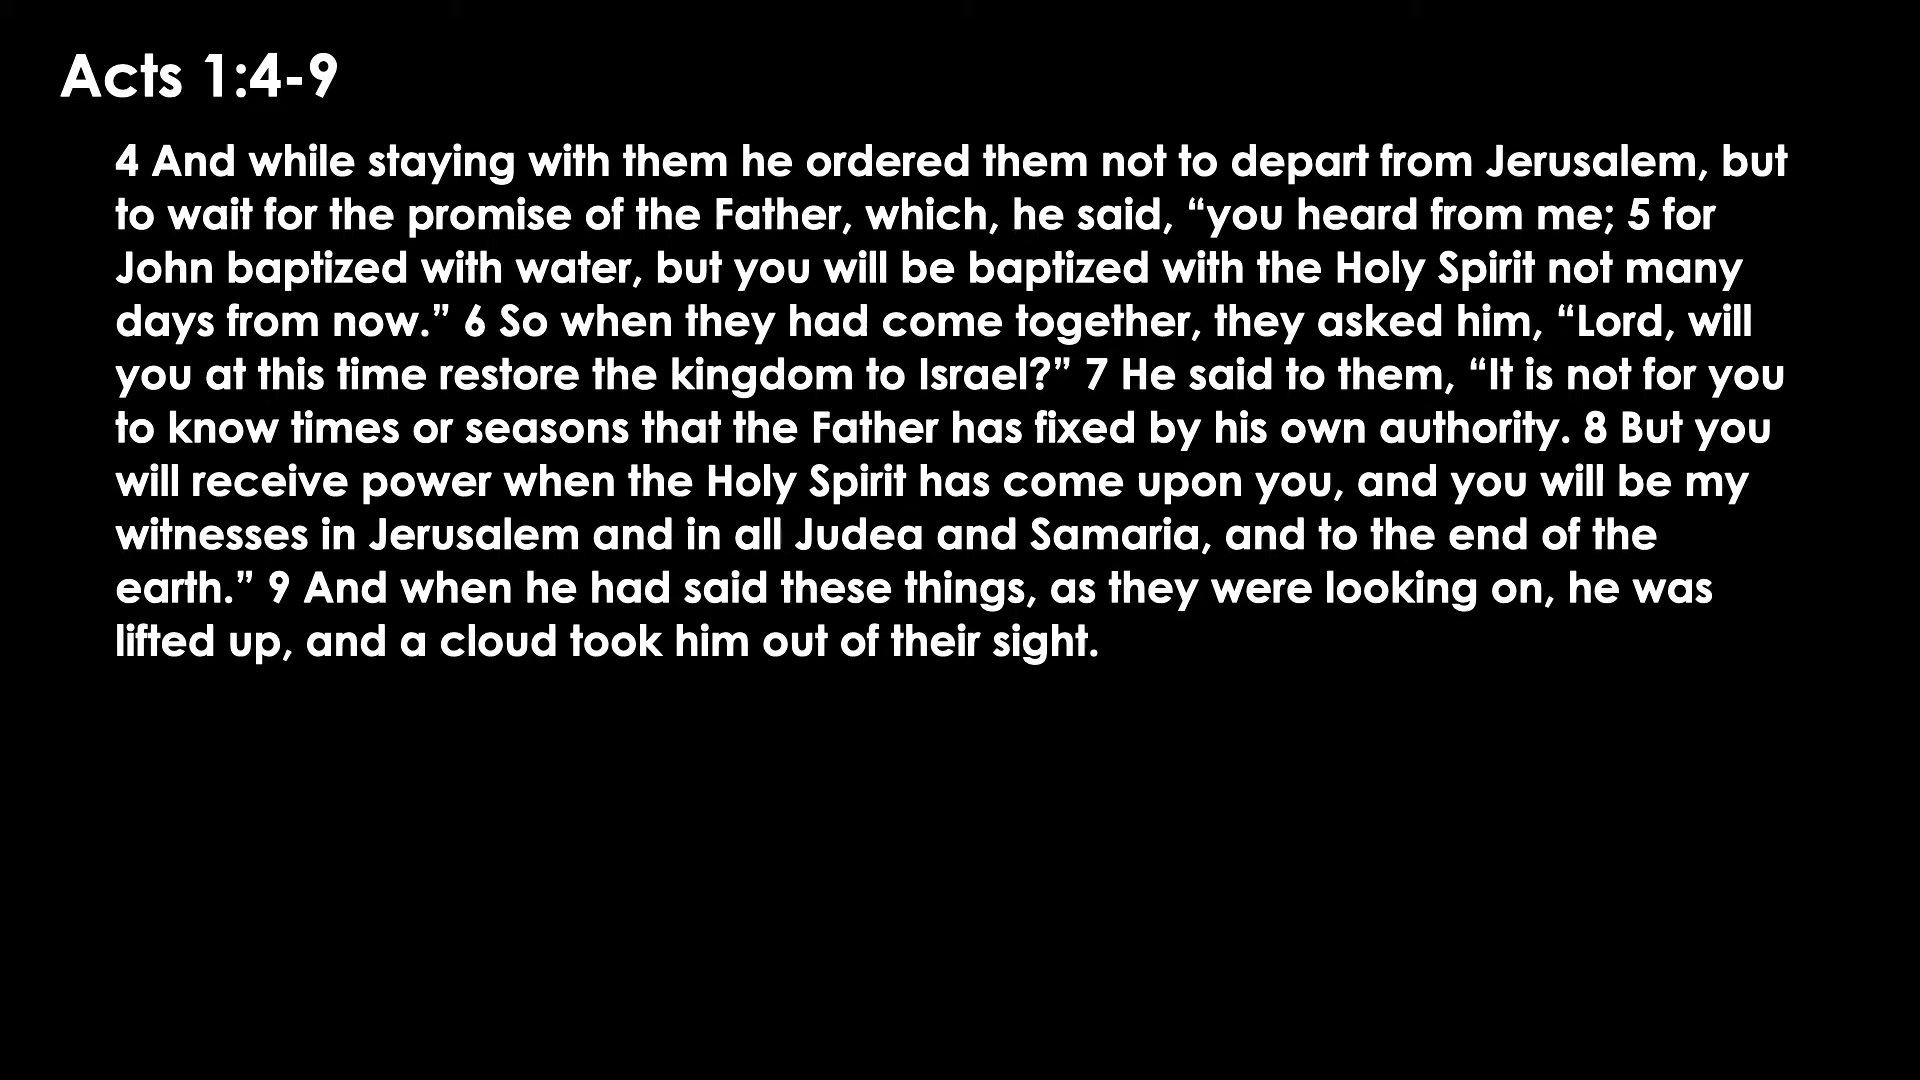 Acts 1:4-9
4 And while staying with them he ordered them not to depart from Jerusalem, but
to wait for the promise of the Father, which, he said, “you heard from me; 5 for
John baptized with water, but you will be baptized with the Holy Spirit not many
days from now.” 6 So when they had come together, they asked him, “Lord, will
you at this time restore the kingdom to Israel?” 7 He said to them, “It is not for you
to know times or seasons that the Father has fixed by his own authority. 8 But you
will receive power when the Holy Spirit has come upon you, and you will be my
witnesses in Jerusalem and in all Judea and Samaria, and to the end of the
earth.” 9 And when he had said these things, as they were looking on, he was
lifted up, and a cloud took him out of their sight.